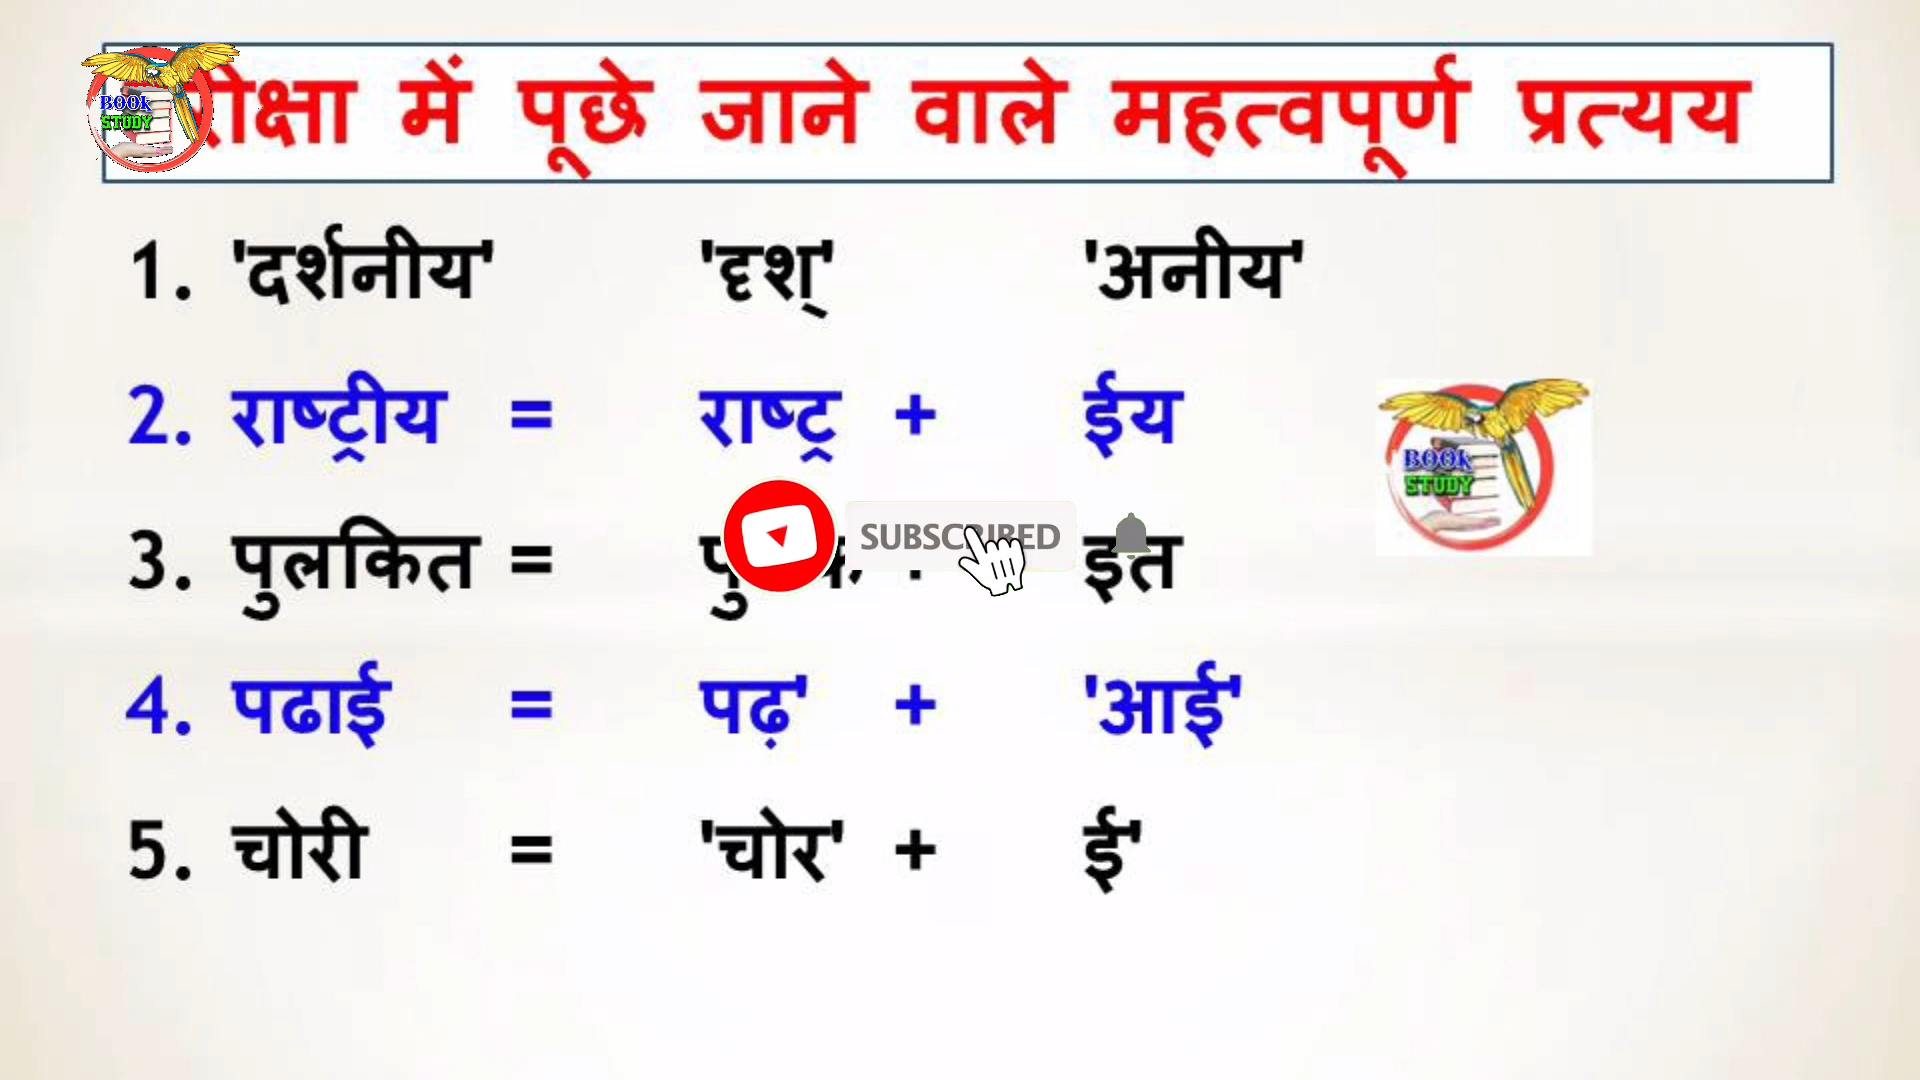 BOOK
STUDY
में पूछे जाने वाले महत्वपूर्ण प्रत्यय
1. 'दर्शनीय' 'दृश्' 'अनीय'
2. राष्ट्रीय = राष्ट्र + ईय
BOOK
STUDY
SUBSCRIBED
3. पुलकित = इत
4. पढाई = पढ़' + 'आई'
5. चोरी = 'चोर' + ई'